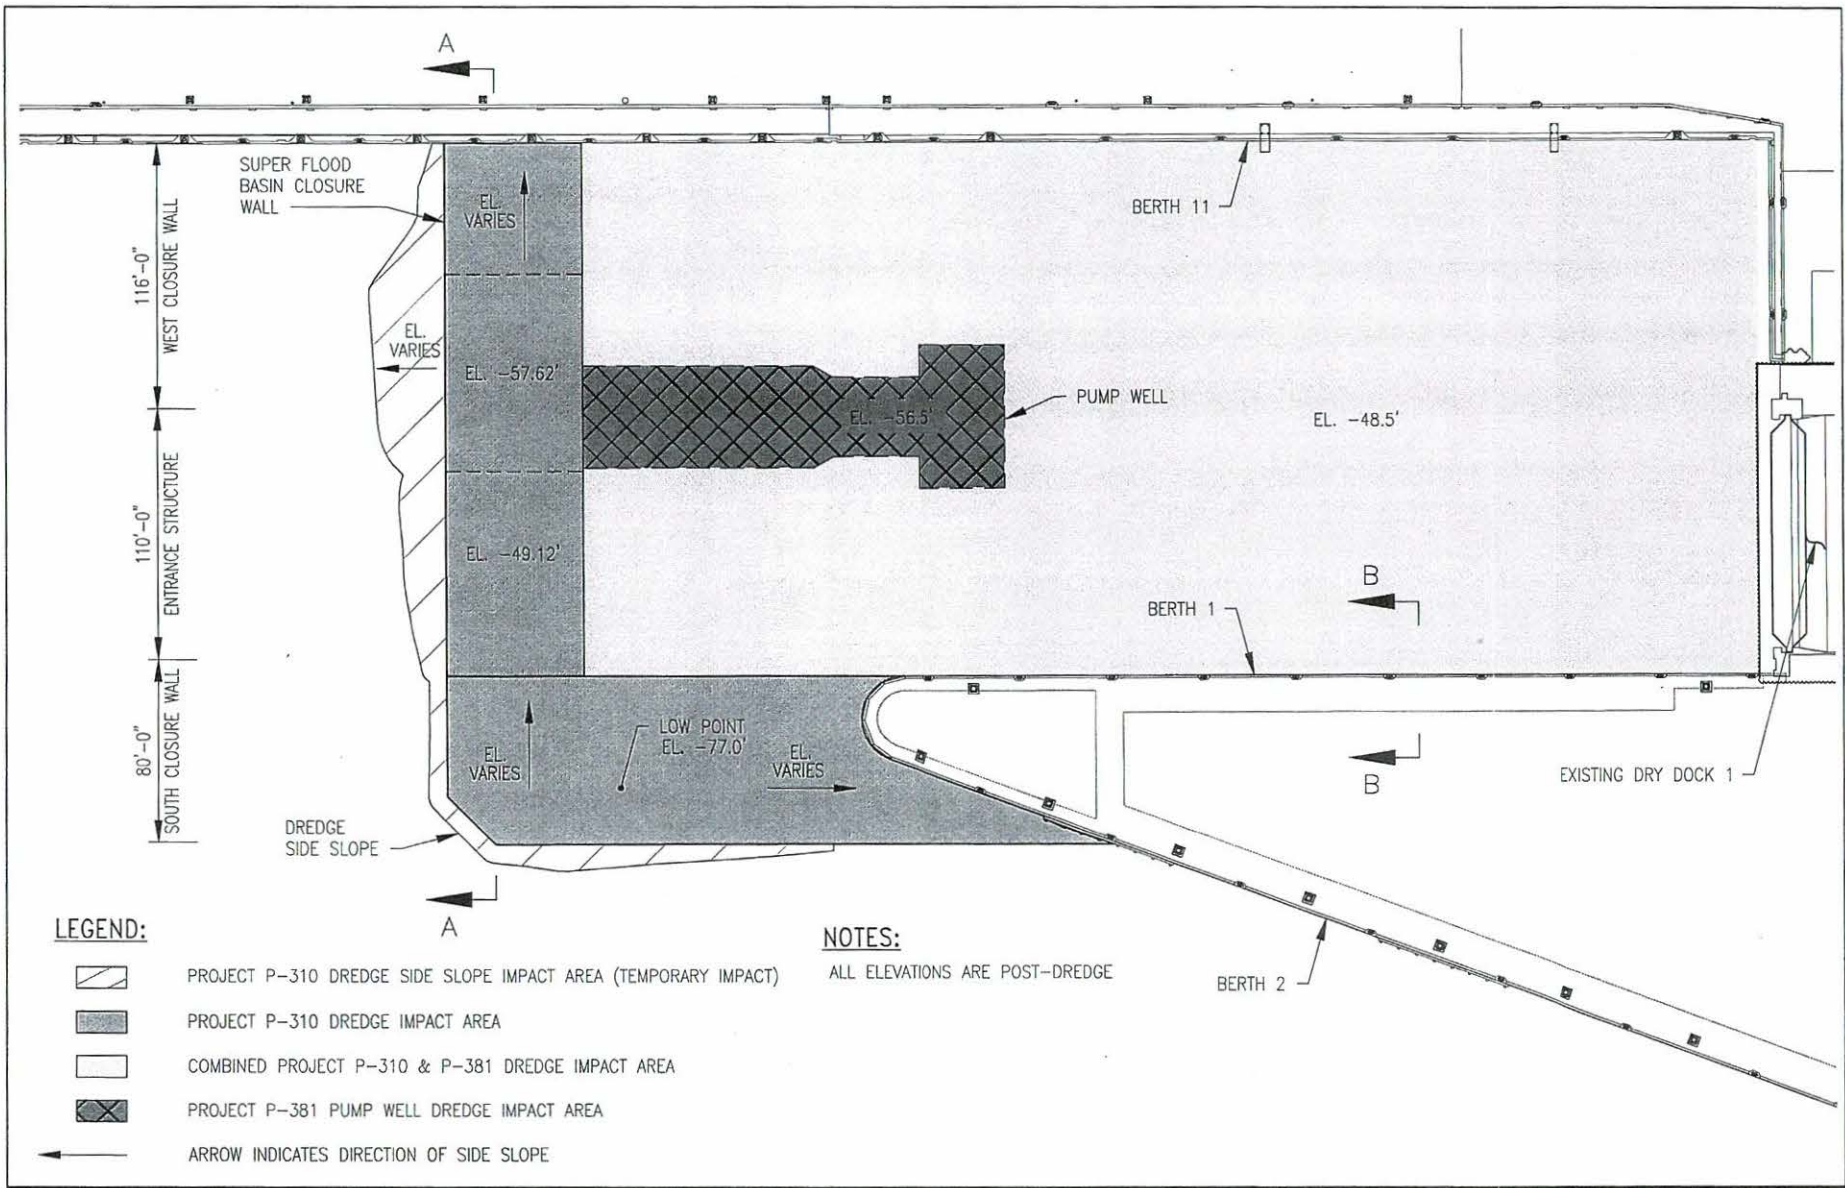 A
SUPER FLOOD
BASIN CLOSURE
WALL
EL.
VARIES
BERTH 11
116'-0"
WEST CLOSURE WALL
EL.
VARIES
EL. -57.62'
EL. -56.5'
PUMP WELL
EL. -48.5'
110'-0"
ENTRANCE STRUCTURE
EL. -49.12'
B
BERTH 1
80'-0"
SOUTH CLOSURE WALL
EL.
VARIES
LOW POINT
EL. -77.0'
EL.
VARIES
B
EXISTING DRY DOCK 1
DREDGE
SIDE SLOPE
A
BERTH 2
LEGEND:
PROJECT P-310 DREDGE SIDE SLOPE IMPACT AREA (TEMPORARY IMPACT)
PROJECT P-310 DREDGE IMPACT AREA
COMBINED PROJECT P-310 & P-381 DREDGE IMPACT AREA
PROJECT P-381 PUMP WELL DREDGE IMPACT AREA
ARROW INDICATES DIRECTION OF SIDE SLOPE
NOTES:
ALL ELEVATIONS ARE POST-DREDGE